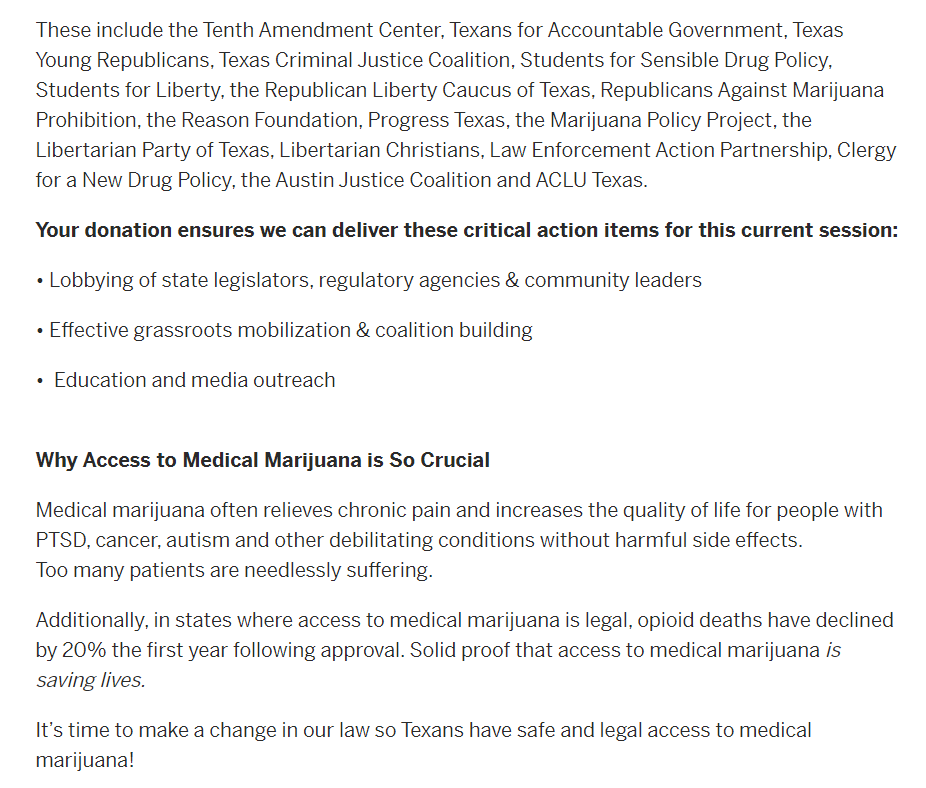 These include the Tenth Amendment Center, Texans for Accountable Government, Texas
Young Republicans, Texas Criminal Justice Coalition, Students for Sensible Drug Policy,
Students for Liberty, the Republican Liberty Caucus of Texas, Republicans Against Marijuana
Prohibition, the Reason Foundation, Progress Texas, the Marijuana Policy Project, the
Libertarian Party of Texas, Libertarian Christians, Law Enforcement Action Partnership, Clergy
for a New Drug Policy, the Austin Justice Coalition and ACLU Texas.
Your donation ensures we can deliver these critical action items for this current session:
• Lobbying of state legislators, regulatory agencies & community leaders
• Effective grassroots mobilization & coalition building
• Education and media outreach
Why Access to Medical Marijuana is So Crucial
Medical marijuana often relieves chronic pain and increases the quality of life for people with
PTSD, cancer, autism and other debilitating conditions without harmful side effects.
Too many patients are needlessly suffering.
Additionally, in states where access to medical marijuana is legal, opioid deaths have declined
by 20% the first year following approval. Solid proof that access to medical marijuana is
saving lives.
It's time to make a change in our law so Texans have safe and legal access to medical
marijuana!